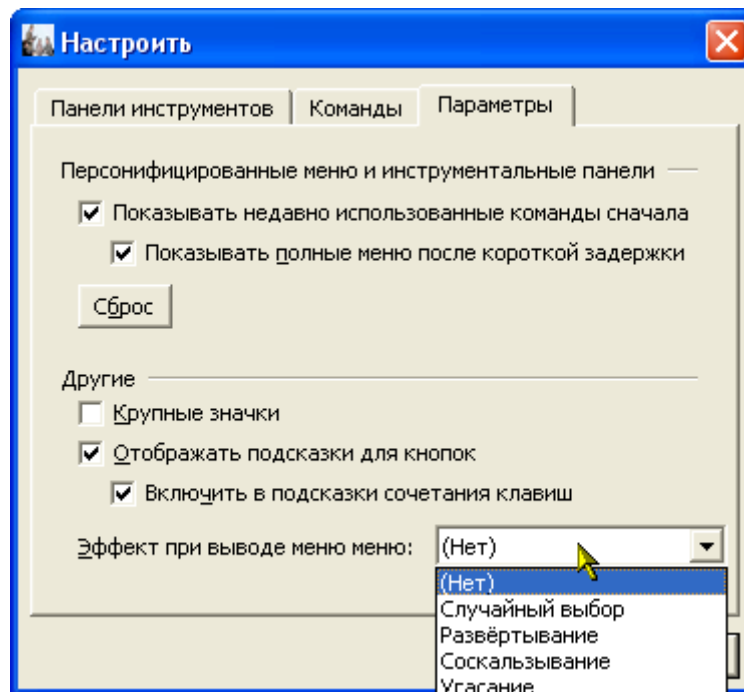 Настроить
Панели инструментов Команды Параметры
Персонифицированные меню и инструментальные панели
Показывать недавно использованные команды сначала
Показывать полные меню после короткой задержки
Сброс
Другие
Крупные значки
Отображать подсказки для кнопок
Включить в подсказки сочетания клавиш
Эффект при выводе меню меню: (Нет)
(Нет)
Случайный выбор
Развёртывание
Соскальзывание
Угасание